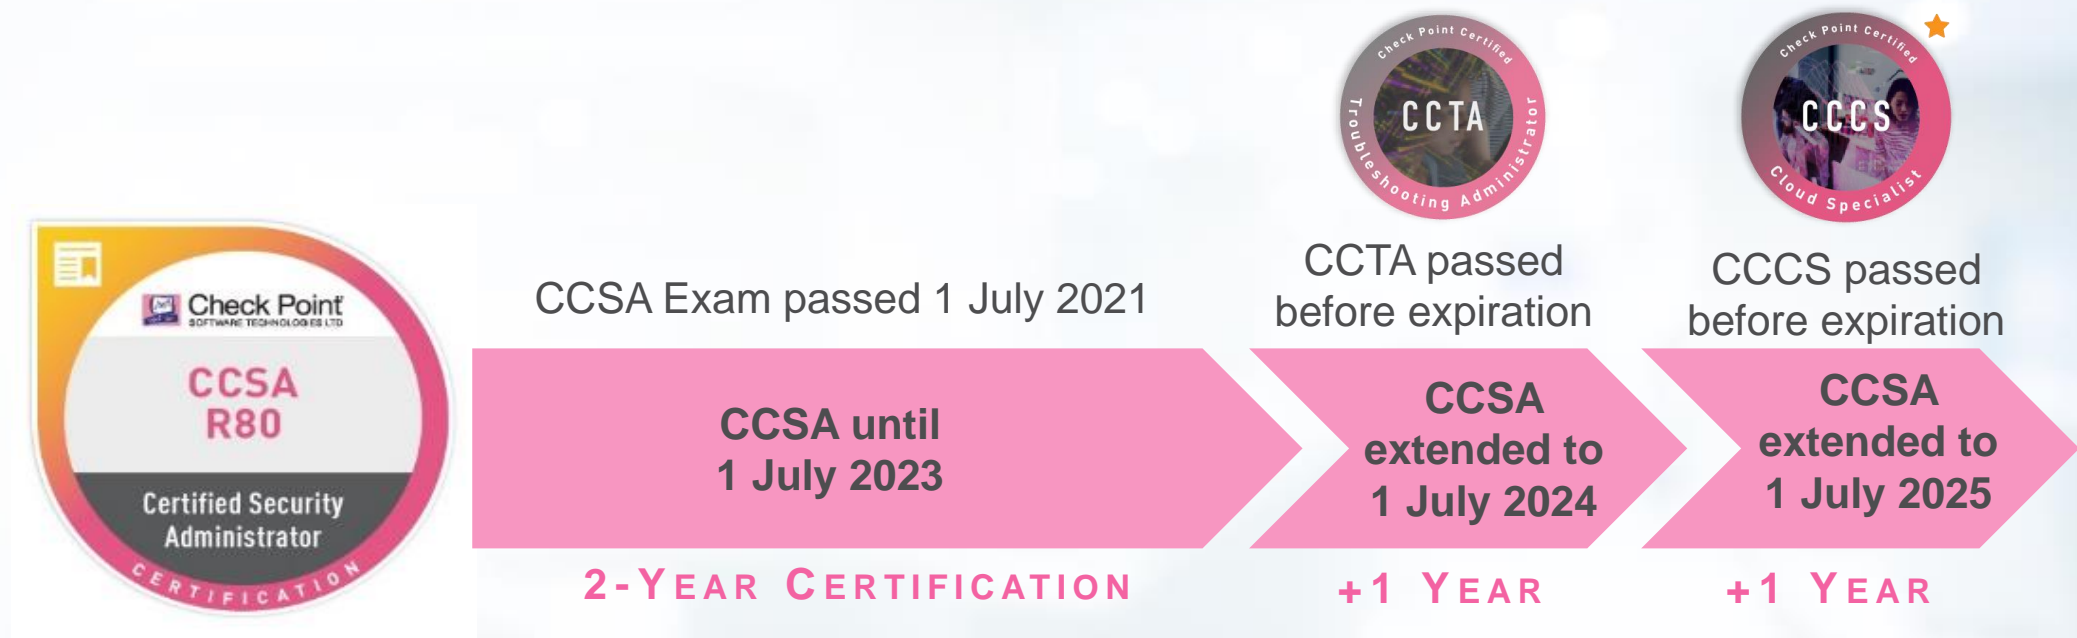 Check Point
SOFTWARE TECHNOLOGIES LTD
CCSA
R80
Certified Security
Administrator
CERTIFICATION
CCSA Exam passed 1 July 2021
CCSA until
1 July 2023
2-YEAR CERTIFICATION
Check Point Certified
CCTA
Troubleshooting Administrator
CCTA passed
before expiration
CCSA
extended to
1 July 2024
+1 YEAR
Check Point Certified
CCCS
Cloud Specialist
CCCS passed
before expiration
CCSA
extended to
1 July 2025
+1 YEAR